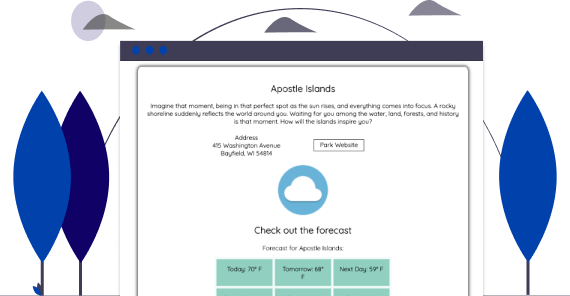 Apostle Islands
Imagine that moment, being in that perfect spot as the sun rises, and everything comes into focus. A rocky
shoreline suddenly reflects the world around you. Waiting for you among the water, land, forests, and history
is that moment. How will the islands inspire you?
Address
415 Washington Avenue
Bayfield, WI 54814
Park Website
Check out the forecast
Forecast for Apostle Islands:
Today: 70° F
Tomorrow: 68°
F
Next Day: 59° F